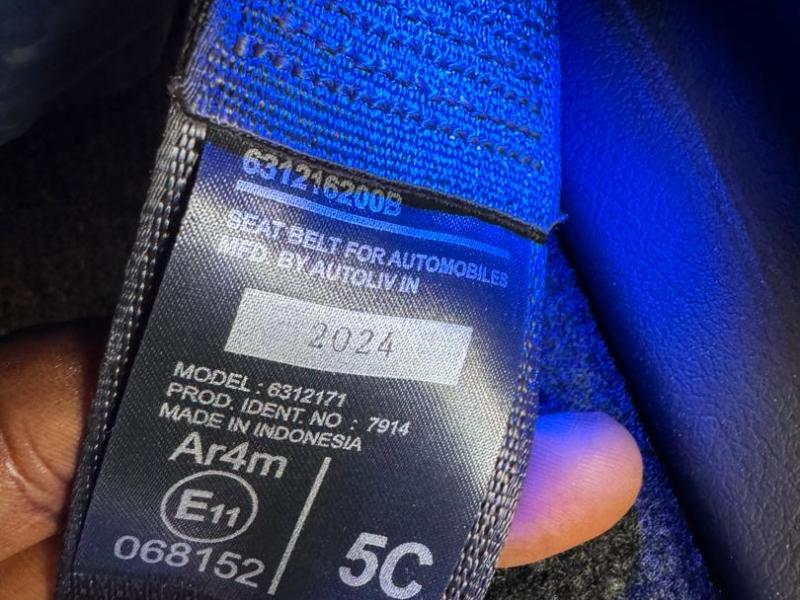 631216200B
SEAT BELT FOR AUTOMOBILES
MFD. BY AUTOLIV IN
2024
MODEL : 6312171
PROD. IDENT. NO : 7914
MADE IN INDONESIA
Ar4m
E11
068152
5C